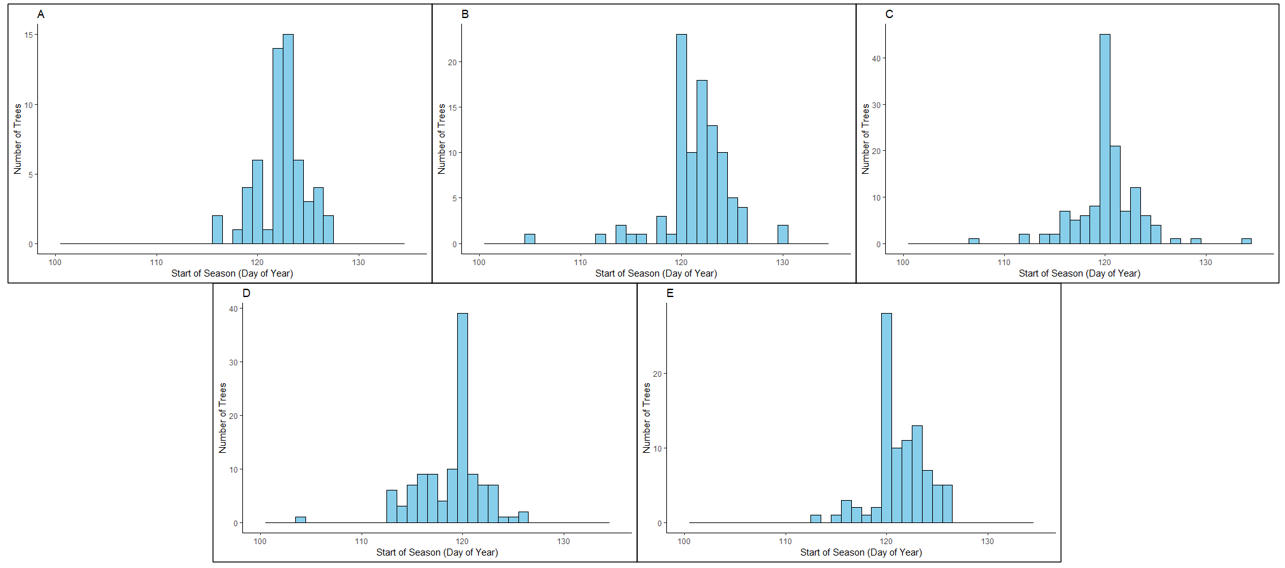 A
Number of Trees
15
10
5
0
100 110 120 130
Start of Season (Day of Year)
B
Number of Trees
20
15
10
5
0
100 110 120 130
Start of Season (Day of Year)
C
Number of Trees
40
30
20
10
0
100 110 120 130
Start of Season (Day of Year)
D
Number of Trees
40
30
20
10
0
100 110 120 130
Start of Season (Day of Year)
E
Number of Trees
20
10
0
100 110 120 130
Start of Season (Day of Year)